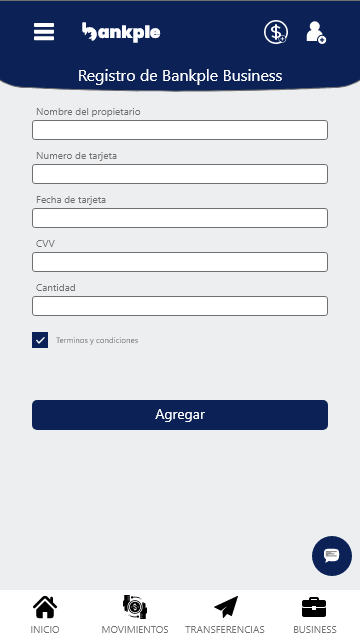 bankple
Registro de Bankple Business
Nombre del propietario
Numero de tarjeta
Fecha de tarjeta
CVV
Cantidad
Terminos y condiciones
Agregar
INICIO
MOVIMIENTOS
TRANSFERENCIAS
BUSINESS